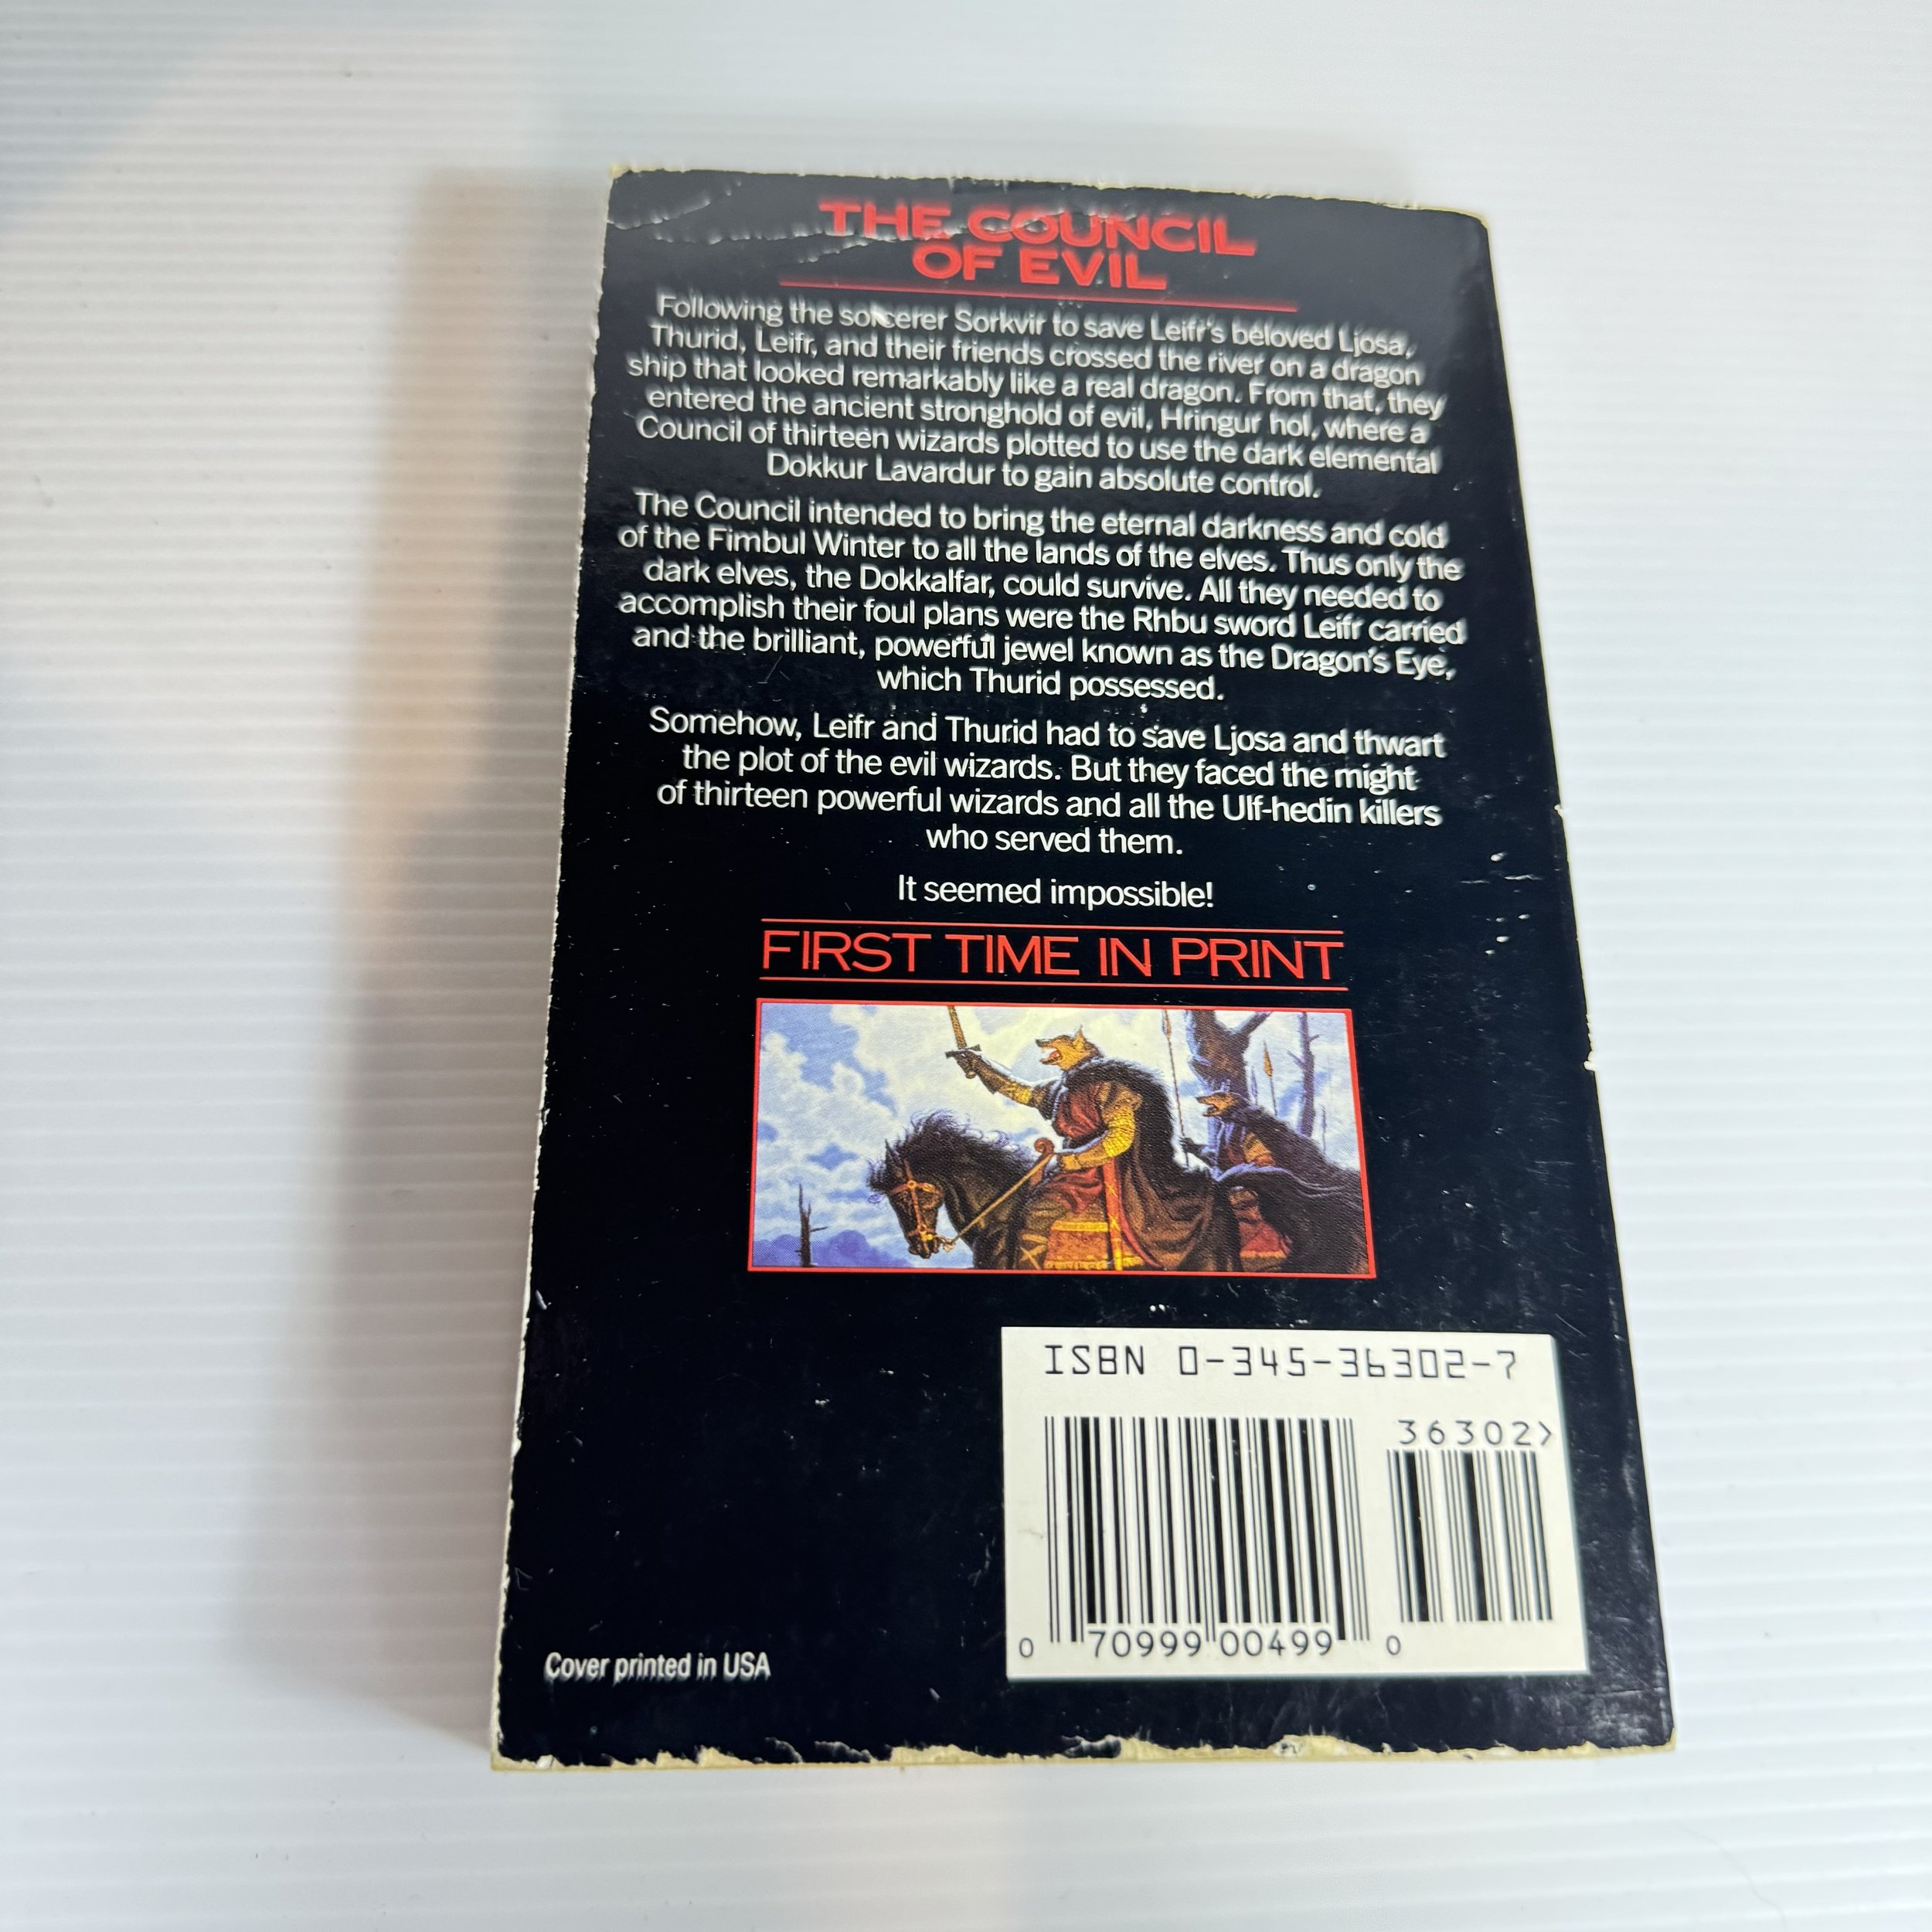 THE COUNCIL
OF EVIL
Following the sorcerer Sorkvir to save Leifr's beloved Ljosa,
Thurid, Leifr, and their friends crossed the river on a dragon
ship that looked remarkably like a real dragon. From that, they
entered the ancient stronghold of evil, Hringur hol, where a
Council of thirteen wizards plotted to use the dark elemental
Dokkur Lavardur to gain absolute control.
The Council intended to bring the eternal darkness and cold
of the Fimbul Winter to all the lands of the elves. Thus only the
dark elves, the Dokkalfar, could survive. All they needed to
accomplish their foul plans were the Rhbu sword Leifr carried
and the brilliant, powerful jewel known as the Dragon's Eye,
which Thurid possessed.
Somehow, Leifr and Thurid had to save Ljosa and thwart
the plot of the evil wizards. But they faced the might
of thirteen powerful wizards and all the Ulf-hedin killers
who served them.
It seemed impossible!
FIRST TIME IN PRINT
ISBN 0-345-36302-7
36302>
0 70999 00499 0
Cover printed in USA